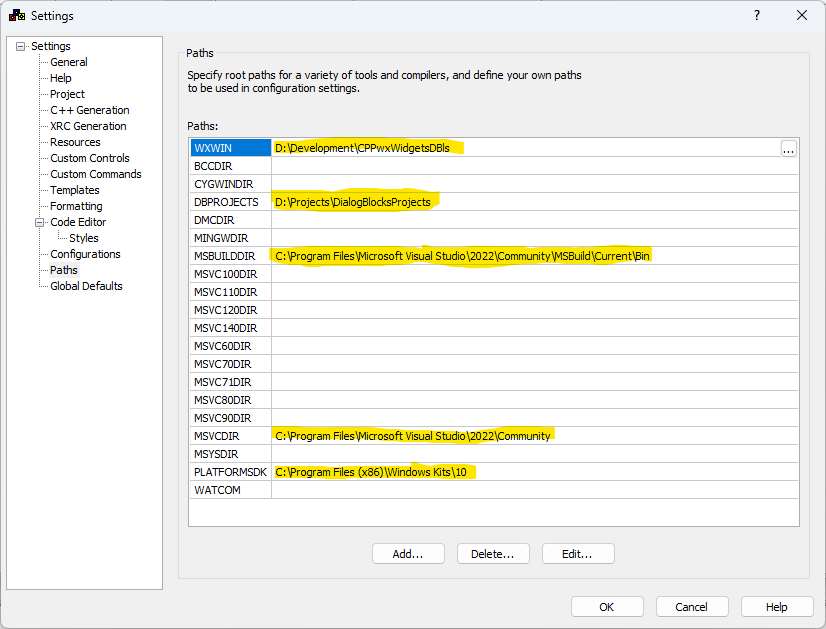 Settings
?
Settings
General
Help
Project
C++ Generation
XRC Generation
Resources
Custom Controls
Custom Commands
Templates
Formatting
Code Editor
Styles
Configurations
Paths
Global Defaults
Paths
Specify root paths for a variety of tools and compilers, and define your own paths
to be used in configuration settings.
Paths:
WXWIN D:\Development\CPPwxWidgetsDBls ...
BCCDIR
CYGWINDIR
DBPROJECTS D:\Projects\DialogBlocksProjects
DMCDIR
MINGWDIR
MSBUILDDIR C:\Program Files\Microsoft Visual Studio\2022\Community\MSBuild\Current\Bin
MSVC100DIR
MSVC110DIR
MSVC120DIR
MSVC140DIR
MSVC60DIR
MSVC70DIR
MSVC71DIR
MSVC80DIR
MSVC90DIR
MSVCDIR C:\Program Files\Microsoft Visual Studio\2022\Community
MSYSDIR
PLATFORMSDK C:\Program Files (x86)\Windows Kits\10
WATCOM
Add... Delete... Edit...
OK Cancel Help